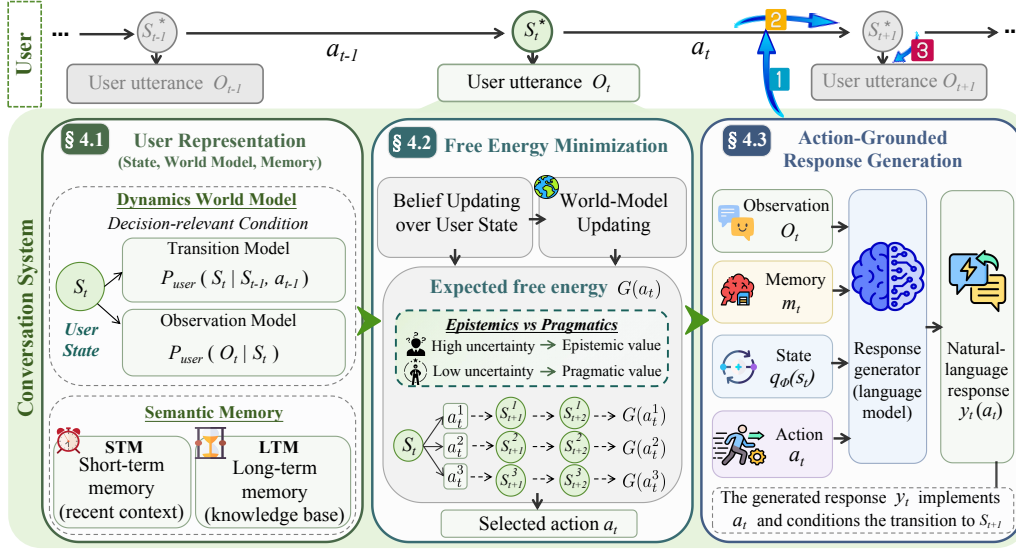 User
...
S*t-1
at-1
S*t
at
2
S*t+1
3
...
User utterance Ot-1
User utterance Ot
1
User utterance Ot+1
Conversation System
§ 4.1
User Representation
(State, World Model, Memory)
Dynamics World Model
Decision-relevant Condition
Transition Model
Puser ( St | St-1, at-1)
St
User
State
Observation Model
Puser ( Ot | St )
Semantic Memory
STM
Short-term
memory
(recent context)
LTM
Long-term
memory
(knowledge base)
§ 4.2
Free Energy Minimization
Belief Updating
over User State
World-Model
Updating
Expected free energy G(at)
Epistemics vs Pragmatics
High uncertainty → Epistemic value
Low uncertainty → Pragmatic value
St
a1t S1t+1 S1t+2 G(a1t)
a2t S2t+1 S2t+2 G(a2t)
a3t S3t+1 S3t+2 G(a3t)
Selected action at
§ 4.3
Action-Grounded
Response Generation
Observation
Ot
Memory
mt
State
qΦ(st)
Action
at
Response
generator
(language
model)
Natural-
language
response
yt(at)
The generated response yt implements
at and conditions the transition to St+1